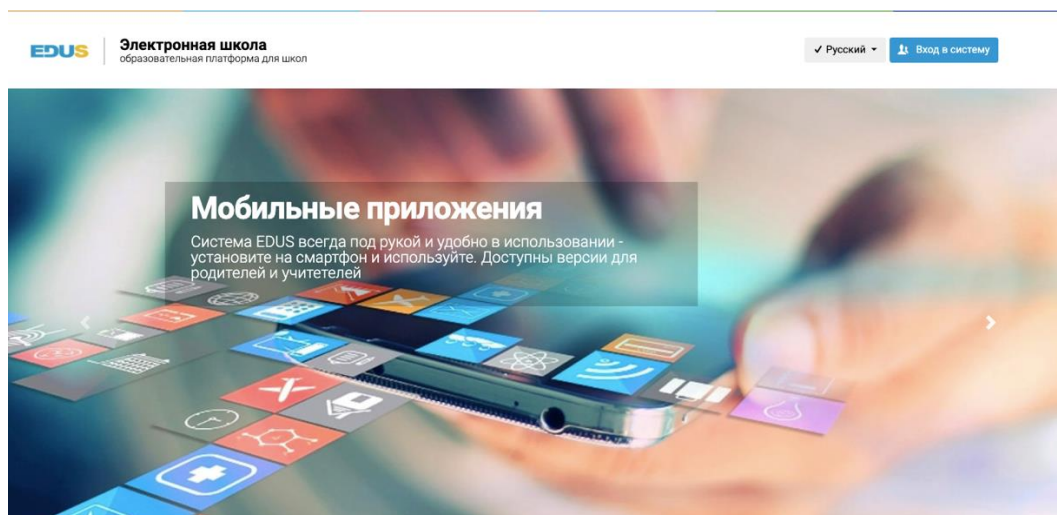 EDUS
Электронная школа
образовательная платформа для школ
✓ Русский
Вход в систему
Мобильные приложения
Система EDUS всегда под рукой и удобно в использовании -
установите на смартфон и используйте. Доступны версии для
родителей и учитетелей